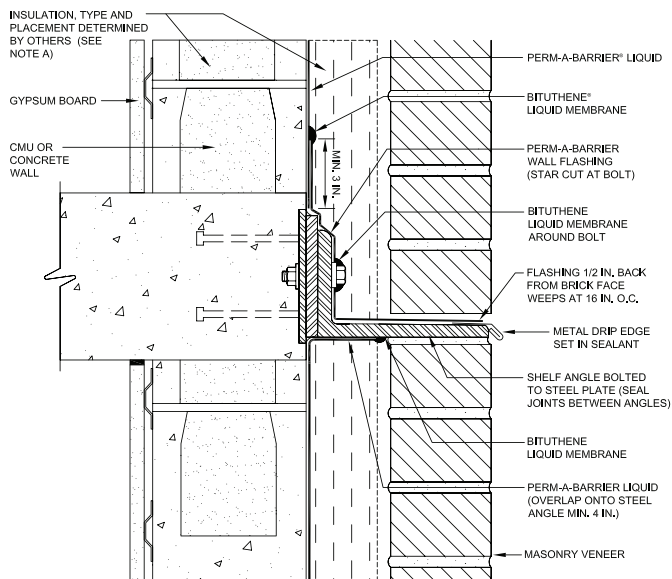 INSULATION, TYPE AND
PLACEMENT DETERMINED
BY OTHERS (SEE
NOTE A)
GYPSUM BOARD
CMU OR
CONCRETE
WALL
MIN. 3 IN.
PERM-A-BARRIER® LIQUID
BITUTHENE®
LIQUID MEMBRANE
PERM-A-BARRIER
WALL FLASHING
(STAR CUT AT BOLT)
BITUTHENE
LIQUID MEMBRANE
AROUND BOLT
FLASHING 1/2 IN. BACK
FROM BRICK FACE
WEEPS AT 16 IN. O.C.
METAL DRIP EDGE
SET IN SEALANT
SHELF ANGLE BOLTED
TO STEEL PLATE (SEAL
JOINTS BETWEEN ANGLES)
BITUTHENE
LIQUID MEMBRANE
PERM-A-BARRIER LIQUID
(OVERLAP ONTO STEEL
ANGLE MIN. 4 IN.)
MASONRY VENEER